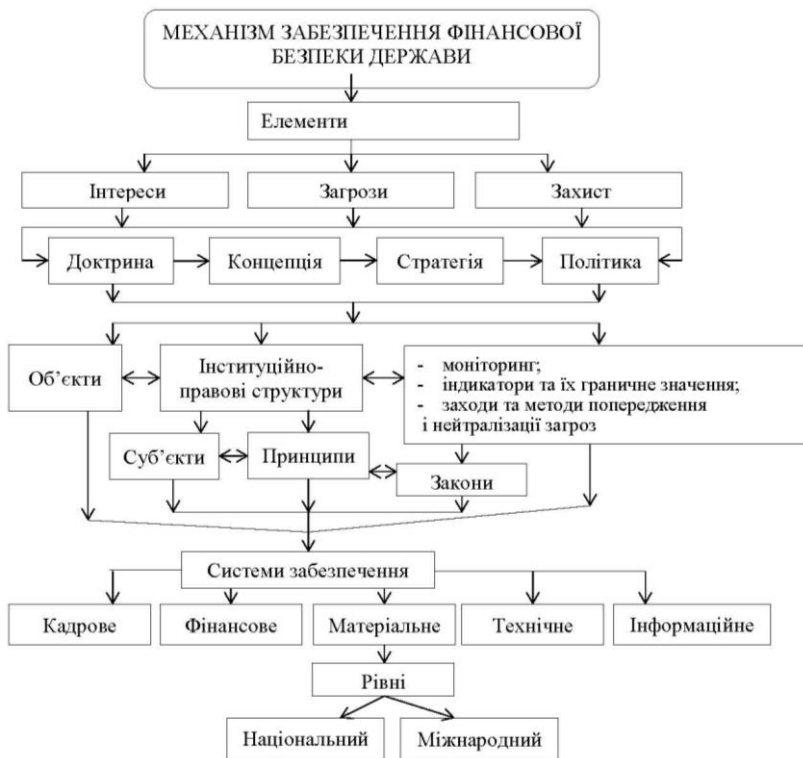 МЕХАНІЗМ ЗАБЕЗПЕЧЕННЯ ФІНАНСОВОЇ
БЕЗПЕКИ ДЕРЖАВИ
Елементи
Інтереси
Загрози
Захист
Доктрина
Концепція
Стратегія
Політика
Об’єкти
Інституційно-
правові структури
- моніторинг;
- індикатори та їх граничне значення;
- заходи та методи попередження
і нейтралізації загроз
Суб’єкти
Принципи
Закони
Системи забезпечення
Кадрове
Фінансове
Матеріальне
Технічне
Інформаційне
Рівні
Національний
Міжнародний